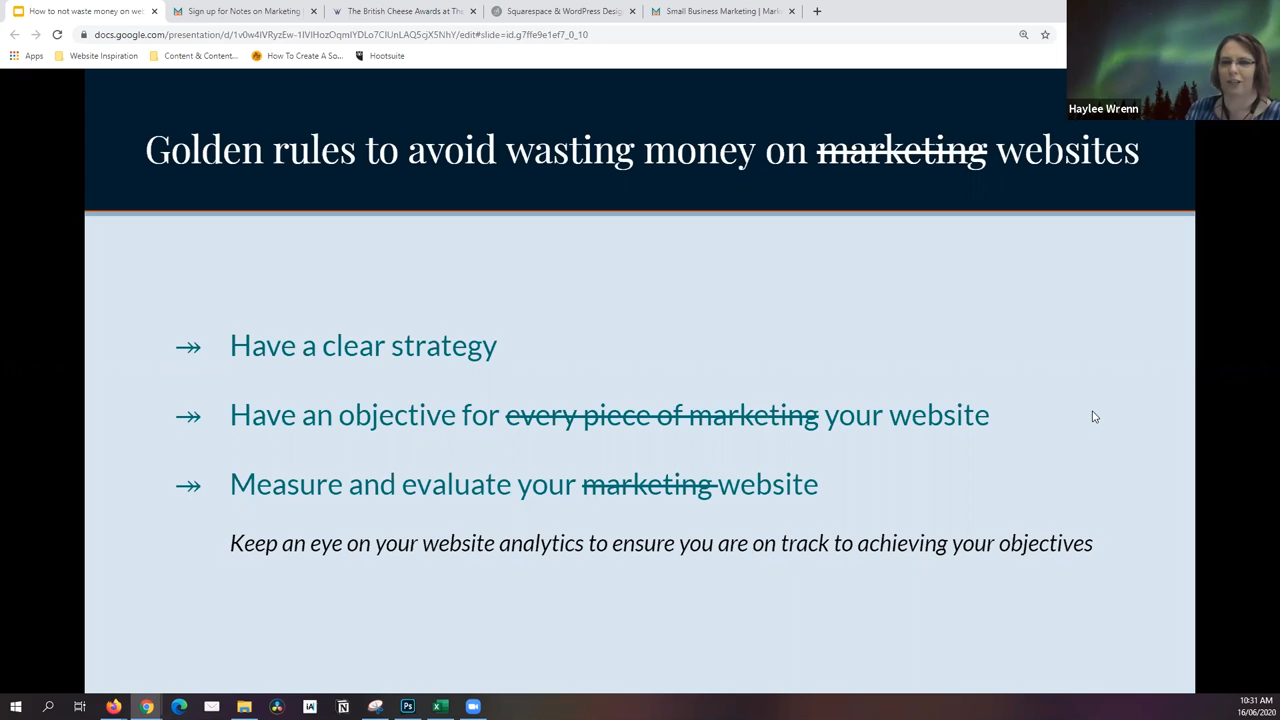 How to not waste money on we
Sign up for Notes on Marketing
The British Cheese Awards at The
Squarespace & WordPress Desig
Small Business Marketing | Mark
docs.google.com/presentation/d/1v0w4IVRyzEw-1IVIHozOqmIYDLo7CIUnLAQ5cjX5NhY/edit#slide=id.g7ffe9e1ef7_0_10
Apps
Website Inspiration
Content & Content...
How To Create A So...
Hootsuite
Haylee Wrenn
Golden rules to avoid wasting money on marketing websites
↠ Have a clear strategy
↠ Have an objective for every piece of marketing your website
↠ Measure and evaluate your marketing website
Keep an eye on your website analytics to ensure you are on track to achieving your objectives
10:31 AM
16/06/2020